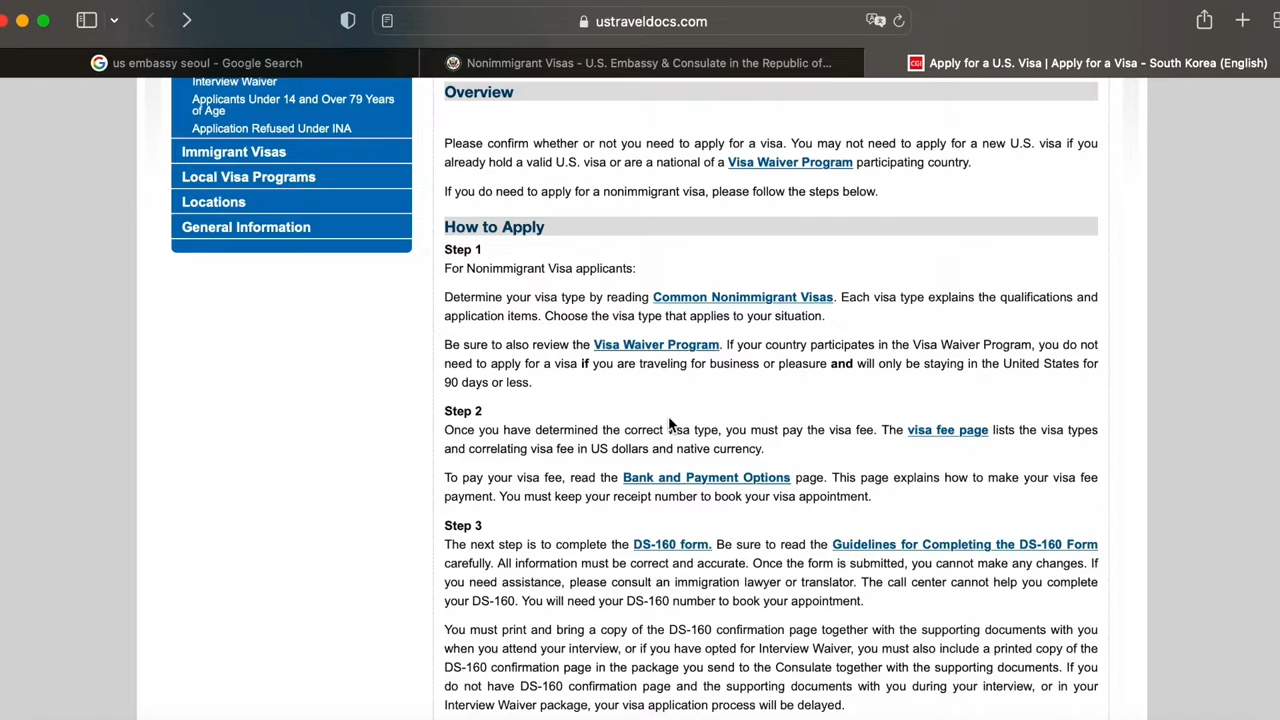 ustraveldocs.com
us embassy seoul - Google Search
Nonimmigrant Visas - U.S. Embassy & Consulate in the Republic of...
CGI
Apply for a U.S. Visa | Apply for a Visa - South Korea (English)
Interview Waiver
Applicants Under 14 and Over 79 Years
of Age
Application Refused Under INA
Immigrant Visas
Local Visa Programs
Locations
General Information
Overview
Please confirm whether or not you need to apply for a visa. You may not need to apply for a new U.S. visa if you
already hold a valid U.S. visa or are a national of a Visa Waiver Program participating country.
If you do need to apply for a nonimmigrant visa, please follow the steps below.
How to Apply
Step 1
For Nonimmigrant Visa applicants:
Determine your visa type by reading Common Nonimmigrant Visas. Each visa type explains the qualifications and
application items. Choose the visa type that applies to your situation.
Be sure to also review the Visa Waiver Program. If your country participates in the Visa Waiver Program, you do not
need to apply for a visa if you are traveling for business or pleasure and will only be staying in the United States for
90 days or less.
Step 2
Once you have determined the correct visa type, you must pay the visa fee. The visa fee page lists the visa types
and correlating visa fee in US dollars and native currency.
To pay your visa fee, read the Bank and Payment Options page. This page explains how to make your visa fee
payment. You must keep your receipt number to book your visa appointment.
Step 3
The next step is to complete the DS-160 form. Be sure to read the Guidelines for Completing the DS-160 Form
carefully. All information must be correct and accurate. Once the form is submitted, you cannot make any changes. If
you need assistance, please consult an immigration lawyer or translator. The call center cannot help you complete
your DS-160. You will need your DS-160 number to book your appointment.
You must print and bring a copy of the DS-160 confirmation page together with the supporting documents with you
when you attend your interview, or if you have opted for Interview Waiver, you must also include a printed copy of the
DS-160 confirmation page in the package you send to the Consulate together with the supporting documents. If you
do not have DS-160 confirmation page and the supporting documents with you during your interview, or in your
Interview Waiver package, your visa application process will be delayed.